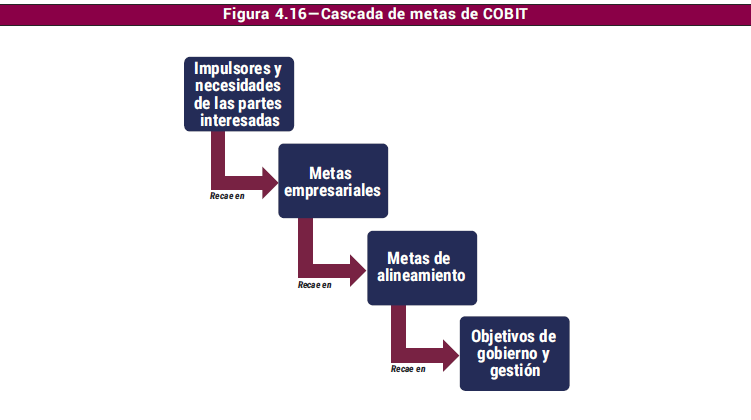 Figura 4.16—Cascada de metas de COBIT
Impulsores y
necesidades
de las partes
interesadas
Recae en
Metas
empresariales
Recae en
Metas de
alineamiento
Recae en
Objetivos de
gobierno y
gestión